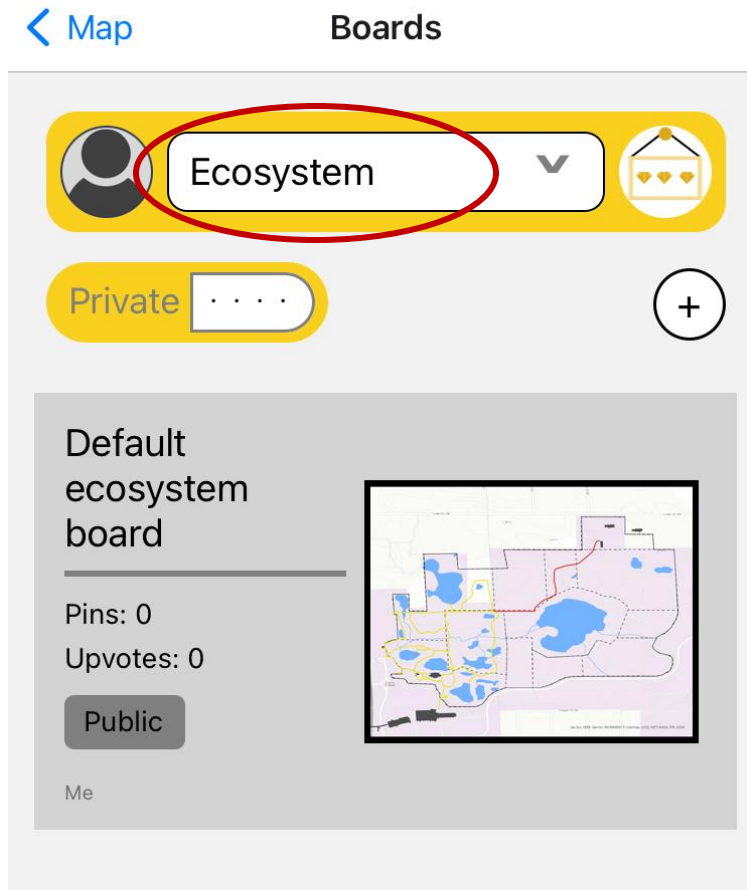 Map
Boards
Ecosystem
Private
+
Default
ecosystem
board
Pins: 0
Upvotes: 0
Public
Me